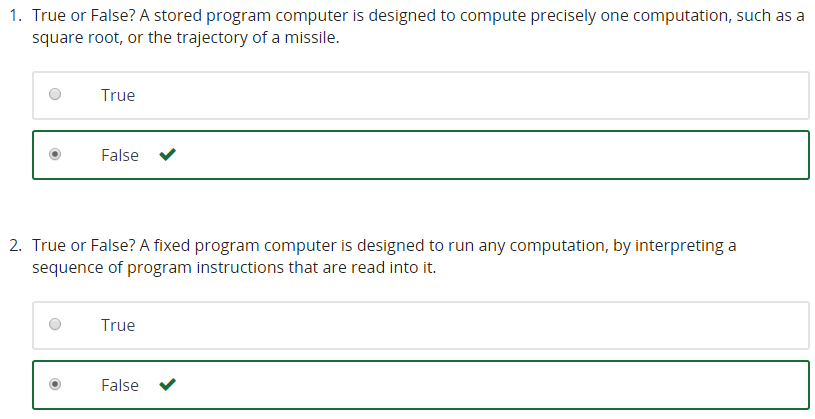 1. True or False? A stored program computer is designed to compute precisely one computation, such as a
square root, or the trajectory of a missile.
True
False
2. True or False? A fixed program computer is designed to run any computation, by interpreting a
sequence of program instructions that are read into it.
True
False